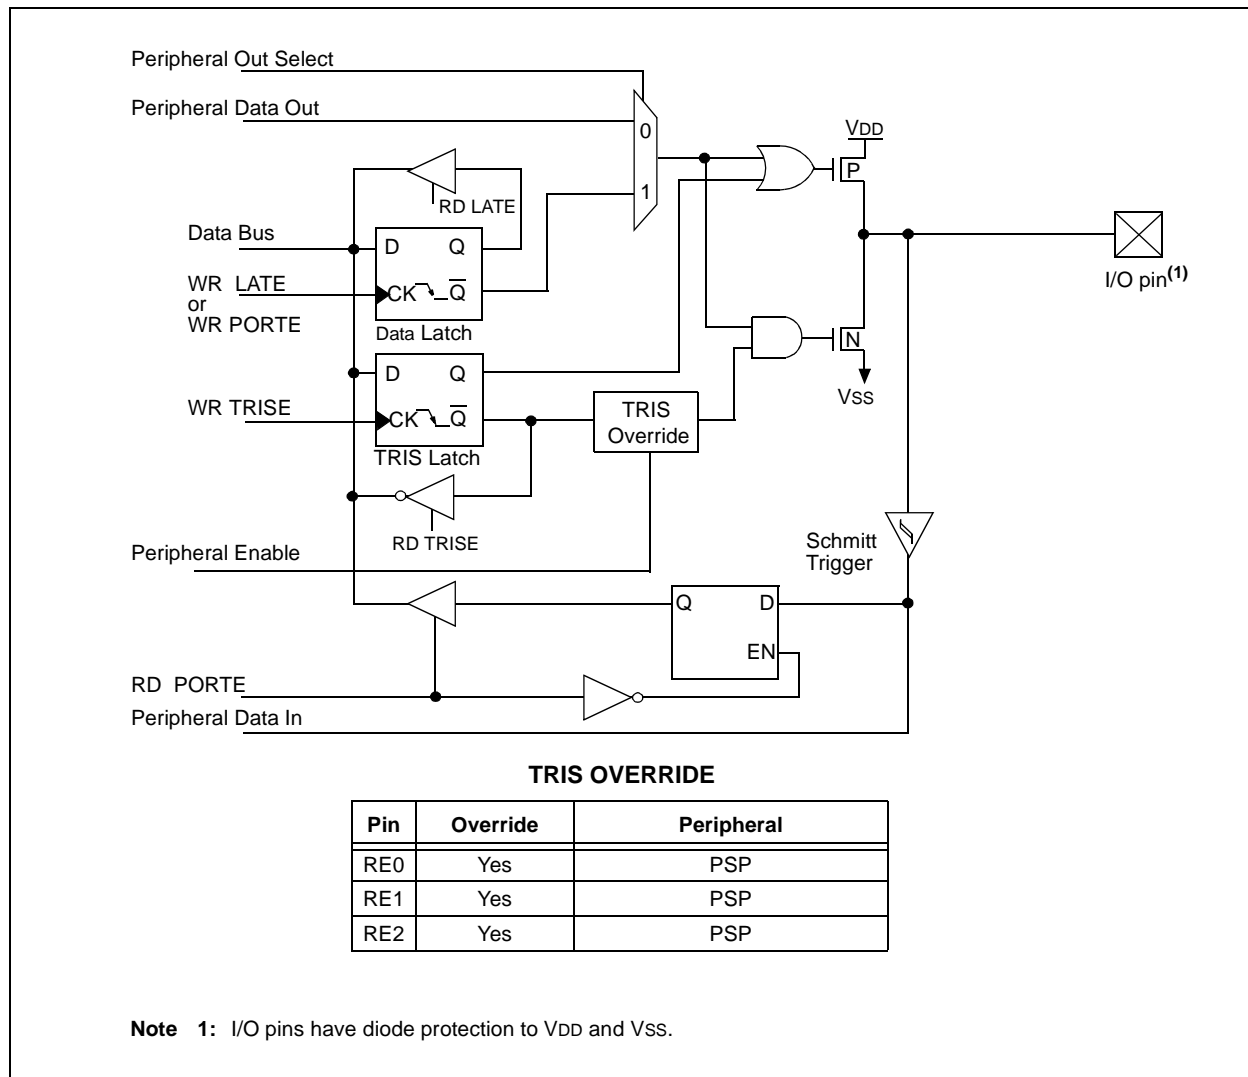 Peripheral Out Select
Peripheral Data Out
0
VDD
P
1
RD LATE
Data Bus
D Q
I/O pin(1)
WR LATE
or
WR PORTE
CK Q
Data Latch
N
VSS
D Q
WR TRISE
CK Q
TRIS Latch
TRIS
Override
RD TRISE
Peripheral Enable
Schmitt
Trigger
Q D
EN
RD PORTE
Peripheral Data In
TRIS OVERRIDE
Pin Override Peripheral
RE0 Yes PSP
RE1 Yes PSP
RE2 Yes PSP
Note 1: I/O pins have diode protection to VDD and VSS.